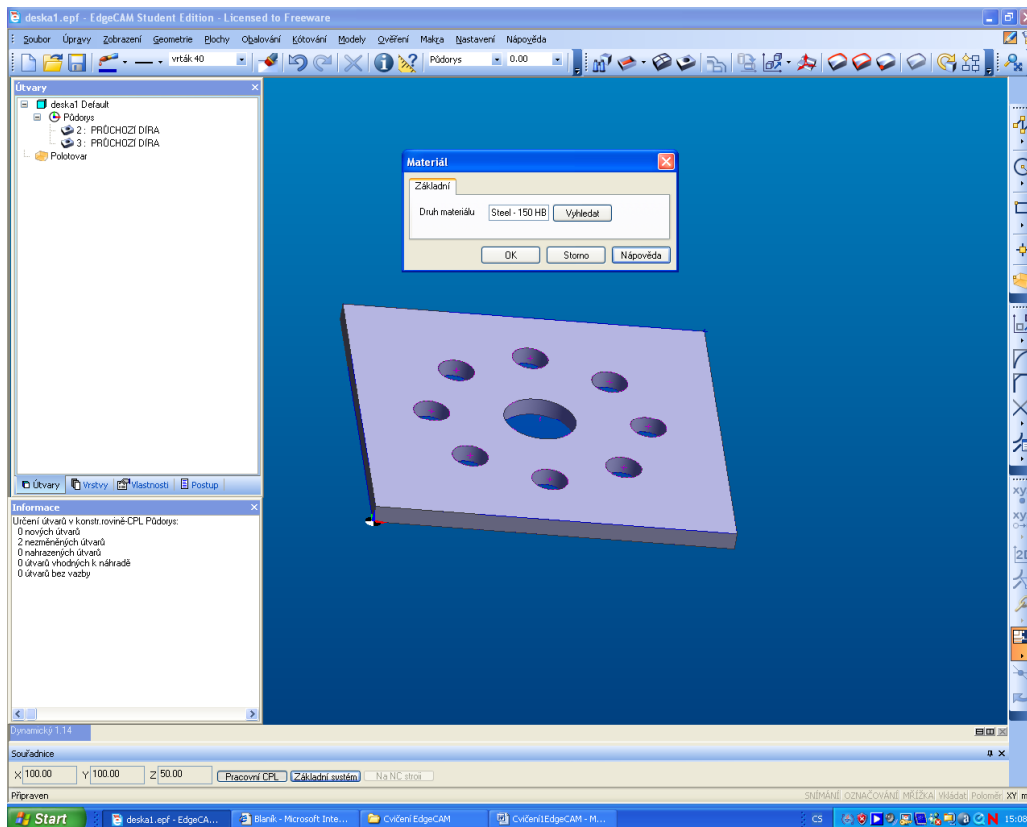 deska1.epf - EdgeCAM Student Edition - Licensed to Freeware
Soubor Úpravy Zobrazení Geometrie Plochy Obalování Kótování Modely Ověření Makra Nastavení Nápověda
vrták 40 Půdorys 0.00
Útvary
deska1 Default
Půdorys
2 : PRŮCHOZÍ DÍRA
3 : PRŮCHOZÍ DÍRA
Polotovar
Materiál
Základní
Druh materiálu Steel - 150 HB Vyhledat
OK Storno Nápověda
Útvary Vrstvy Vlastnosti Postup
Informace
Určení útvarů v konstr.rovině-CPL Půdorys:
0 nových útvarů
2 nezměněných útvarů
0 nahrazených útvarů
0 útvarů vhodných k náhradě
0 útvarů bez vazby
Dynamický 1.14
Souřadnice
X 100.00 Y 100.00 Z 50.00 Pracovní CPL Základní systém Na NC stroji
Připraven SNÍMÁNÍ OZNAČOVÁNÍ MŘÍŽKA Vkládat Poloměr XY m
Start deska1.epf - EdgeCA... Blaník - Microsoft Inte... Cvičení EdgeCAM Cvičení1EdgeCAM - M... CS 15:08